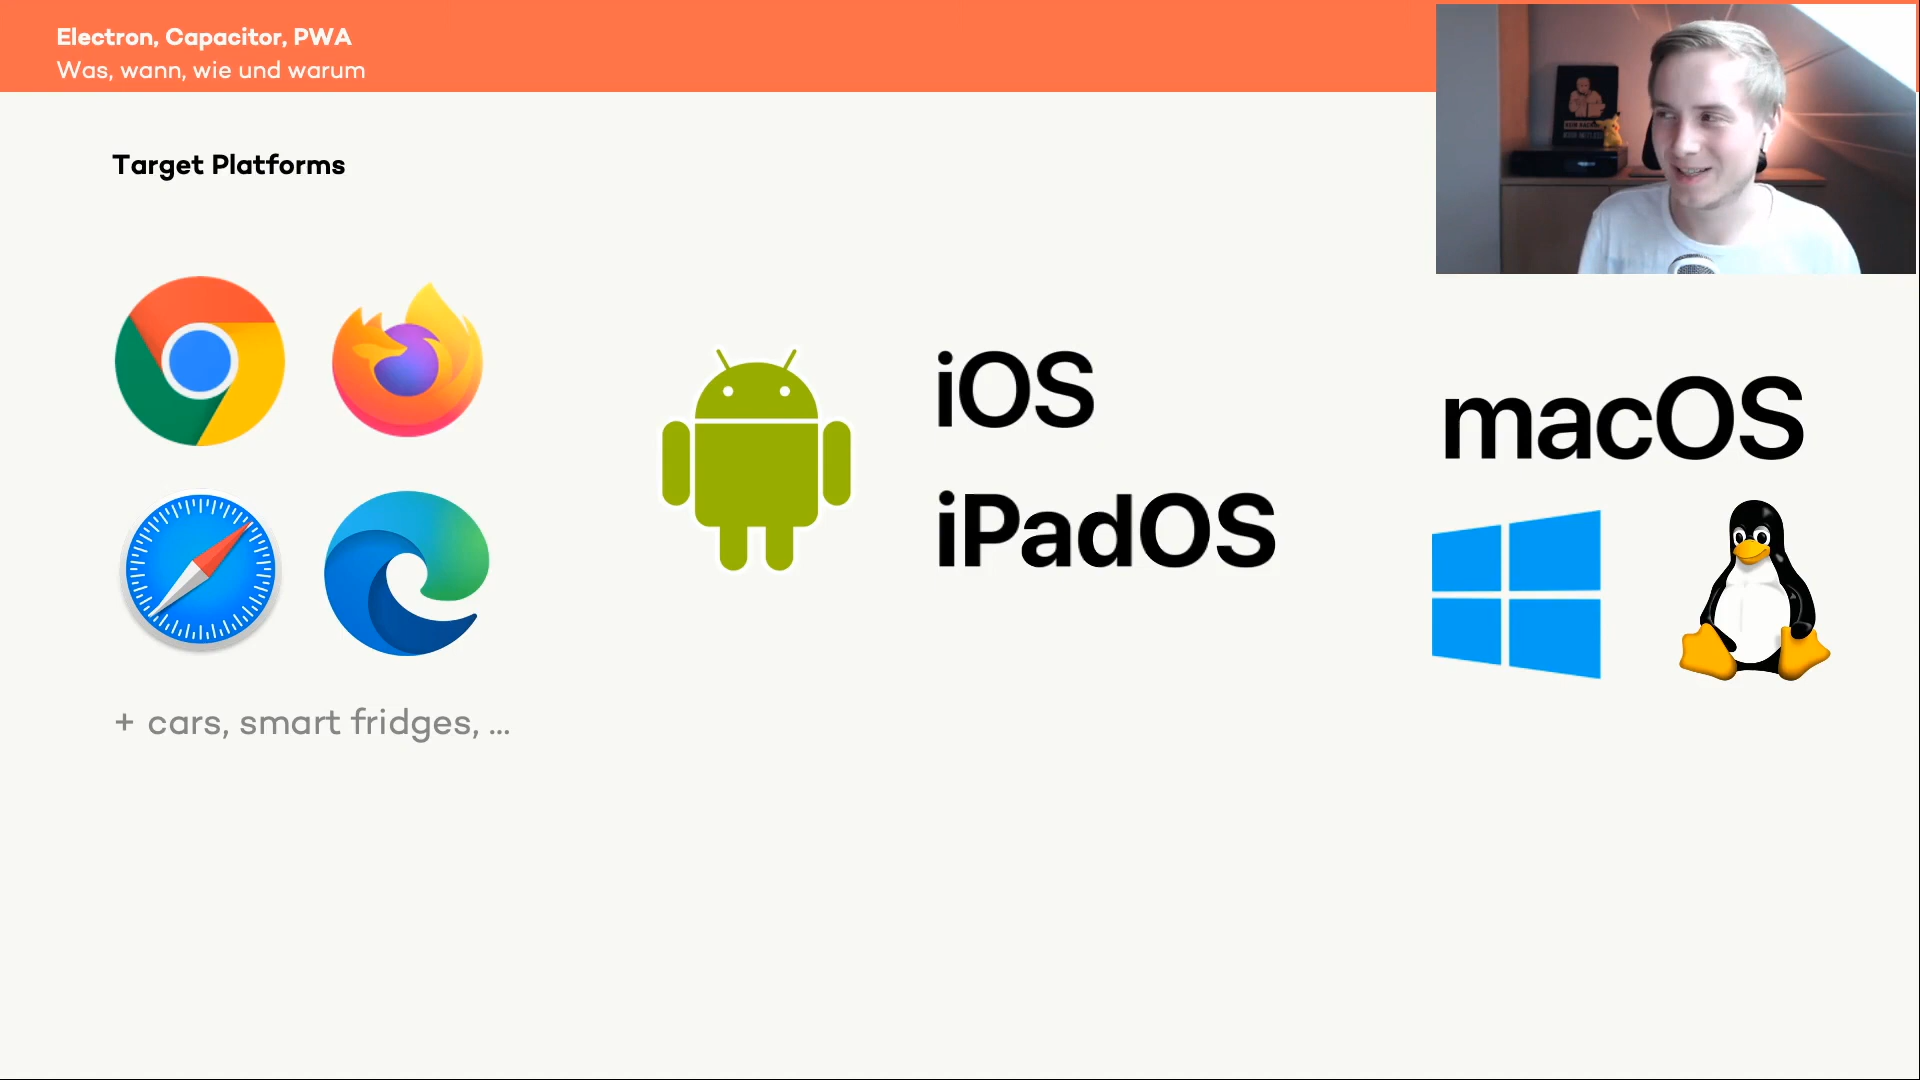 Electron, Capacitor, PWA
Was, wann, wie und warum
Target Platforms
iOS
iPadOS
macOS
+ cars, smart fridges, ...